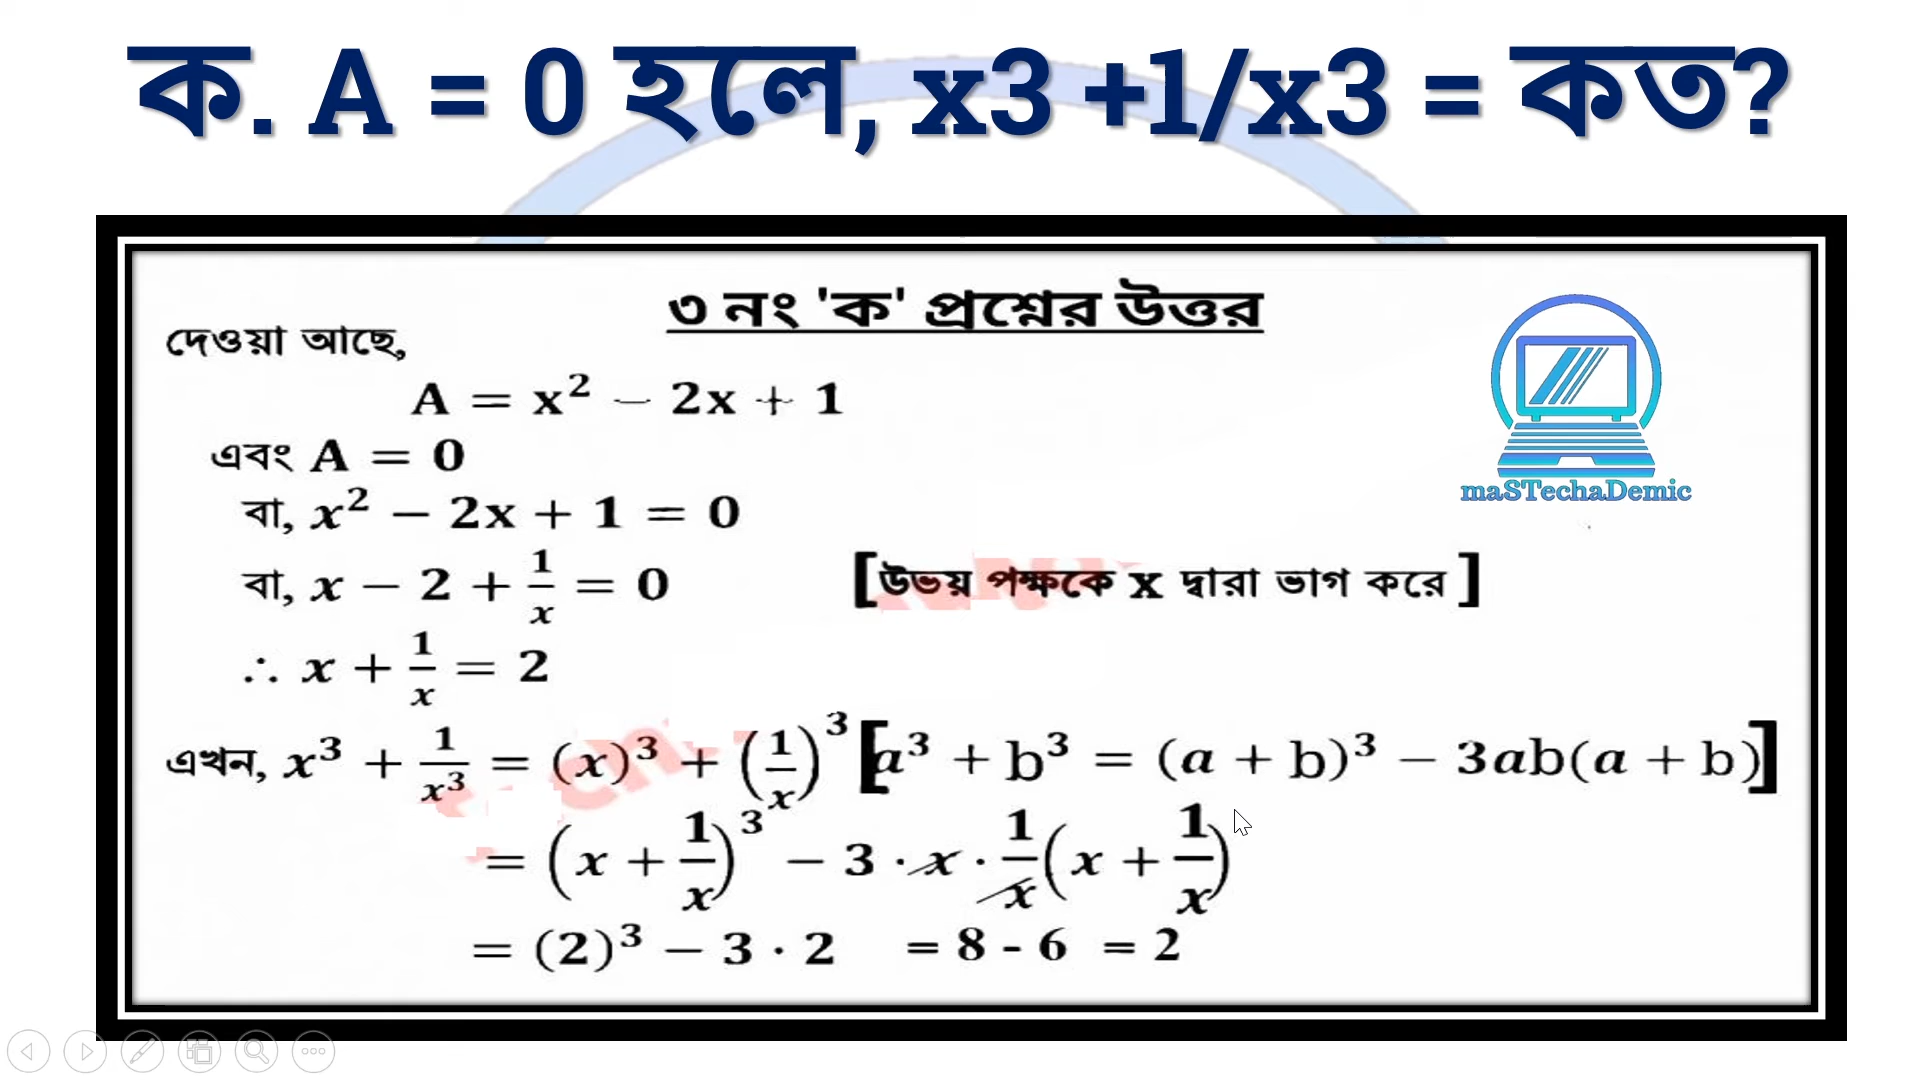 ক. A = 0 হলে, x3 +1/x3 = কত?
৩ নং 'ক' প্রশ্নের উত্তর
দেওয়া আছে,
A = x² − 2x + 1
এবং A = 0
বা, x² − 2x + 1 = 0
বা, x − 2 + 1/x = 0 [উভয় পক্ষকে x দ্বারা ভাগ করে]
∴ x + 1/x = 2
এখন, x³ + 1/x³ = (x)³ + (1/x)³ [a³ + b³ = (a + b)³ − 3ab(a + b)]
= (x + 1/x)³ − 3 · x · 1/x (x + 1/x)
= (2)³ − 3 · 2 = 8 - 6 = 2
maSTechaDemic